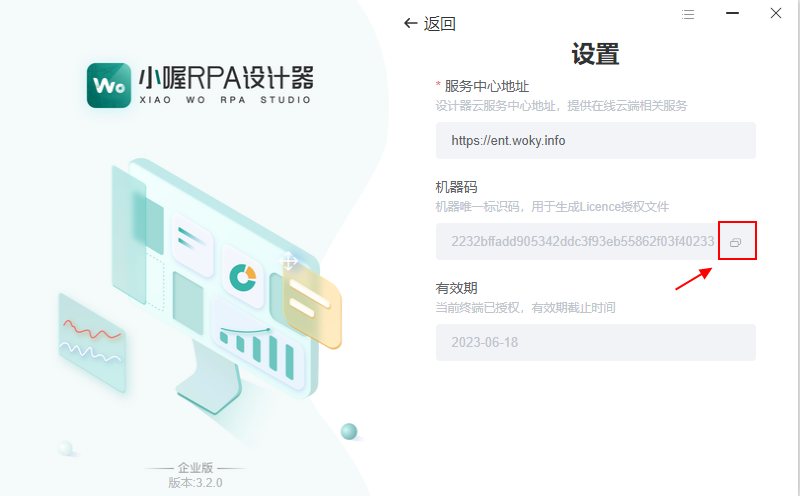 Wo
小喔RPA设计器
XIAO WO RPA STUDIO
企业版
版本:3.2.0
返回
设置
* 服务中心地址
设计器云服务中心地址，提供在线云端相关服务
https://ent.woky.info
机器码
机器唯一标识码，用于生成Licence授权文件
2232bffadd905342ddc3f93eb55862f03f40233
有效期
当前终端已授权，有效期截止时间
2023-06-18